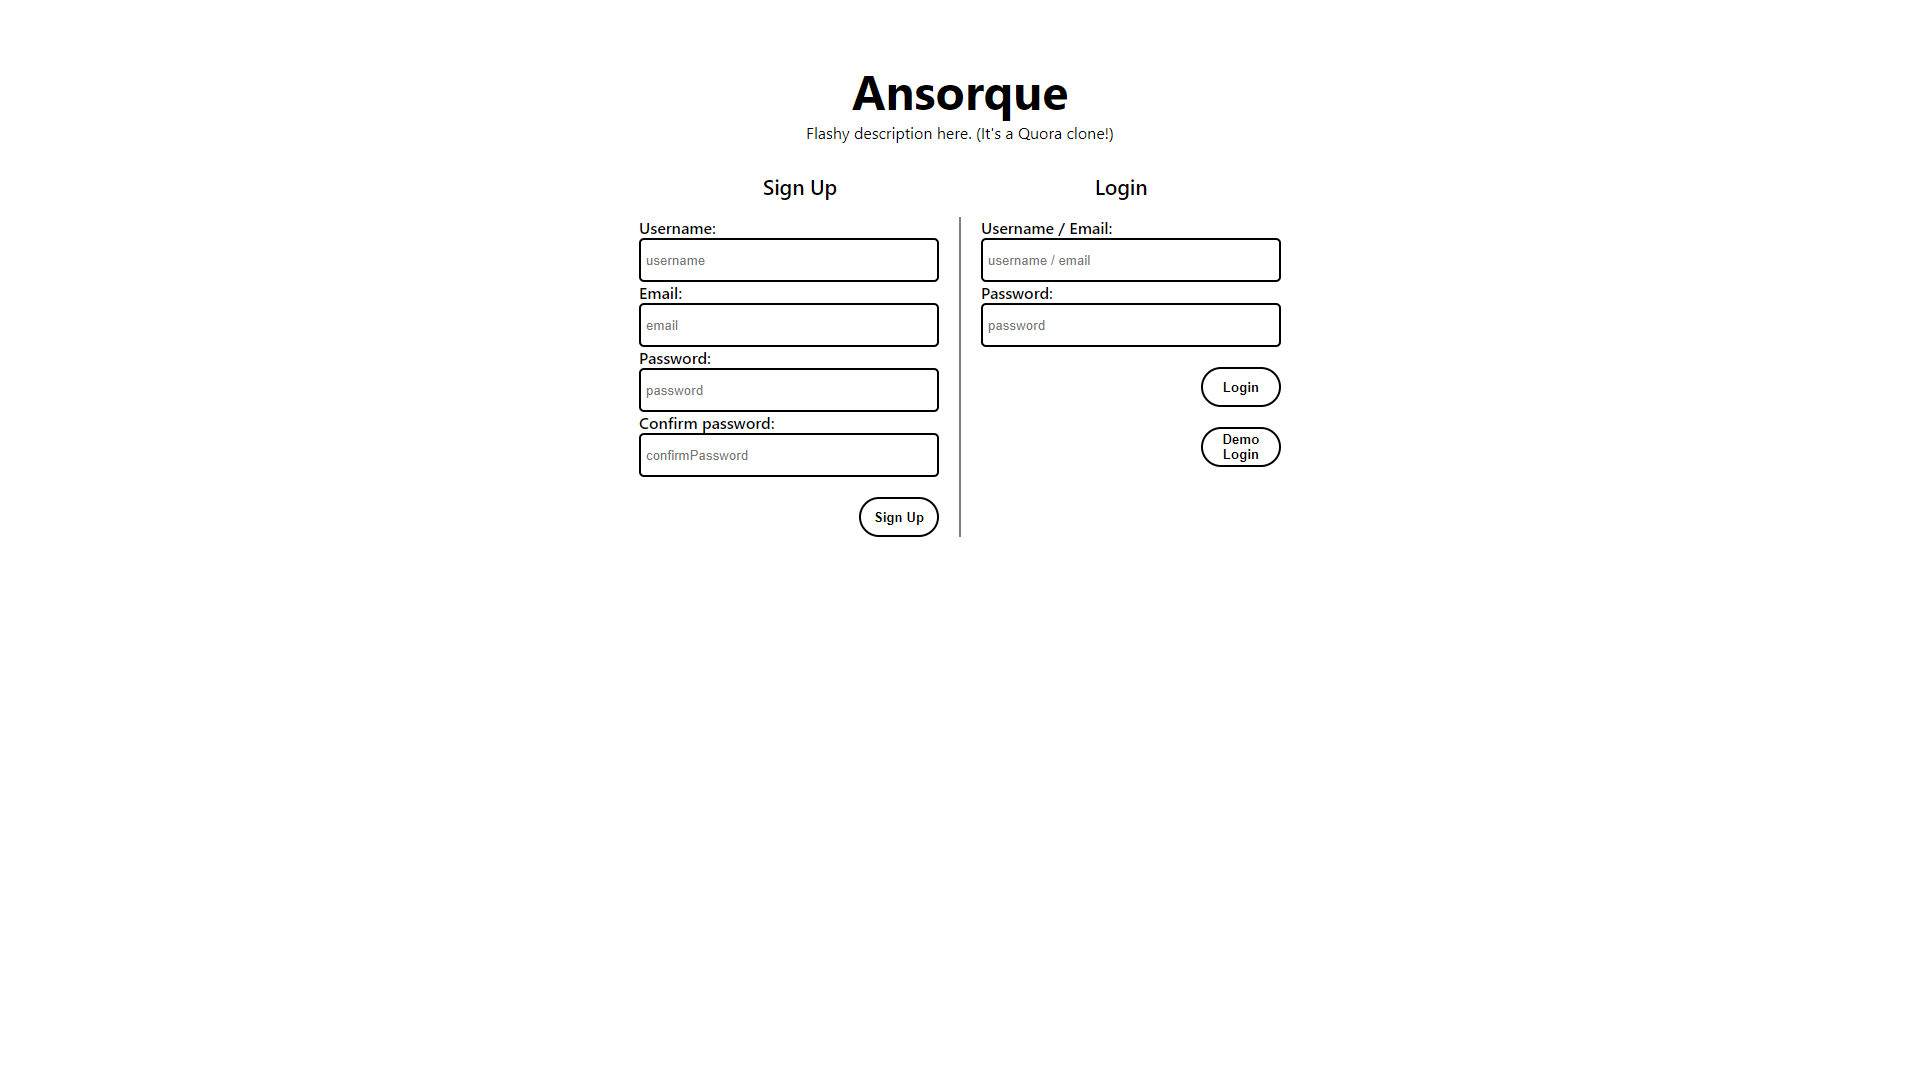 Ansorque
Flashy description here. (It's a Quora clone!)
Sign Up
Username:
username
Email:
email
Password:
password
Confirm password:
confirmPassword
Sign Up
Login
Username / Email:
username / email
Password:
password
Login
Demo
Login